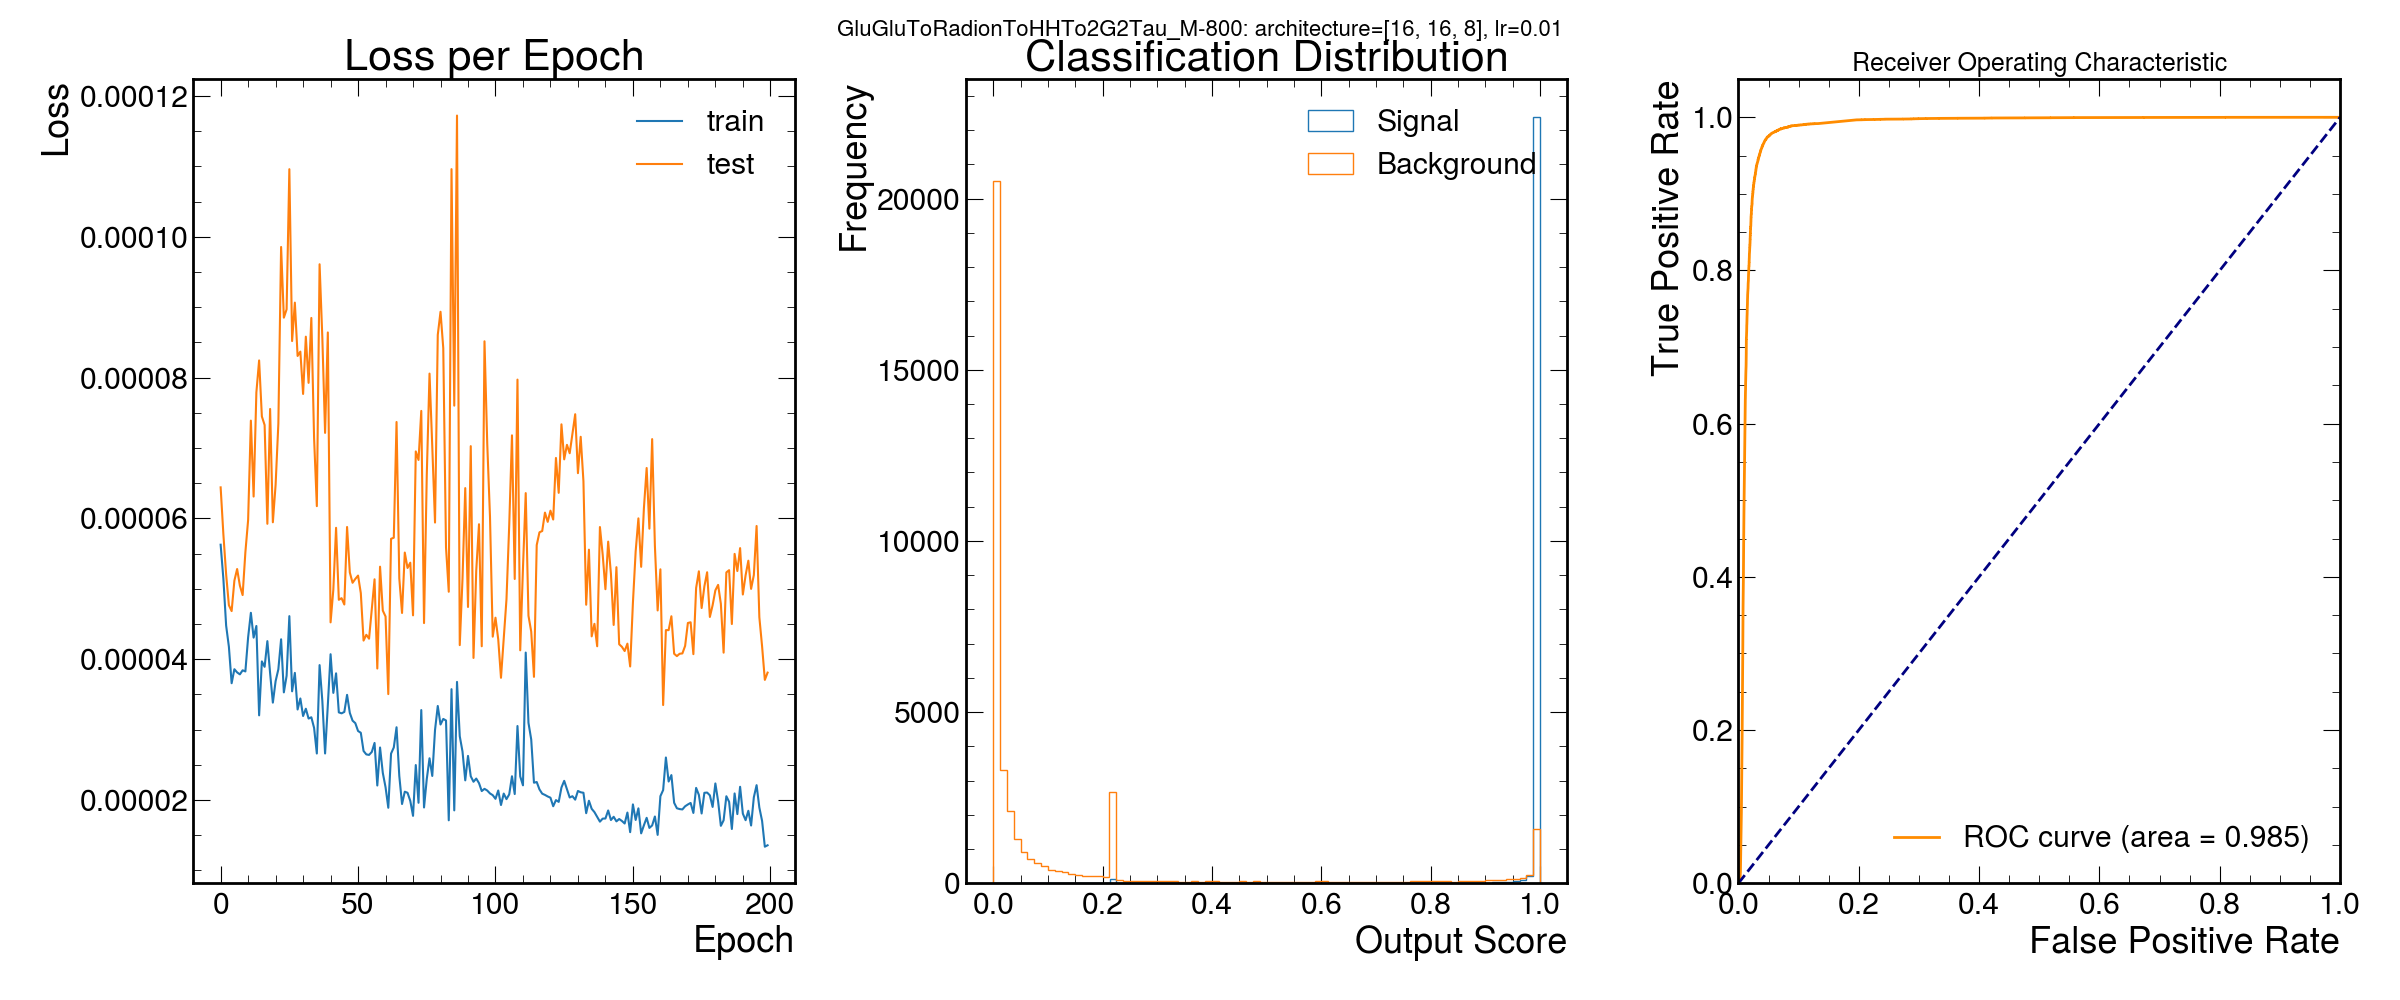 GluGluToRadionToHHTo2G2Tau_M-800: architecture=[16, 16, 8], lr=0.01
Loss per Epoch
Loss
0.00012
0.00010
0.00008
0.00006
0.00004
0.00002
train
test
0 50 100 150 200
Epoch
Classification Distribution
Frequency
20000
15000
10000
5000
0
Signal
Background
0.0 0.2 0.4 0.6 0.8 1.0
Output Score
Receiver Operating Characteristic
True Positive Rate
1.0
0.8
0.6
0.4
0.2
0.0
ROC curve (area = 0.985)
0.0 0.2 0.4 0.6 0.8 1.0
False Positive Rate